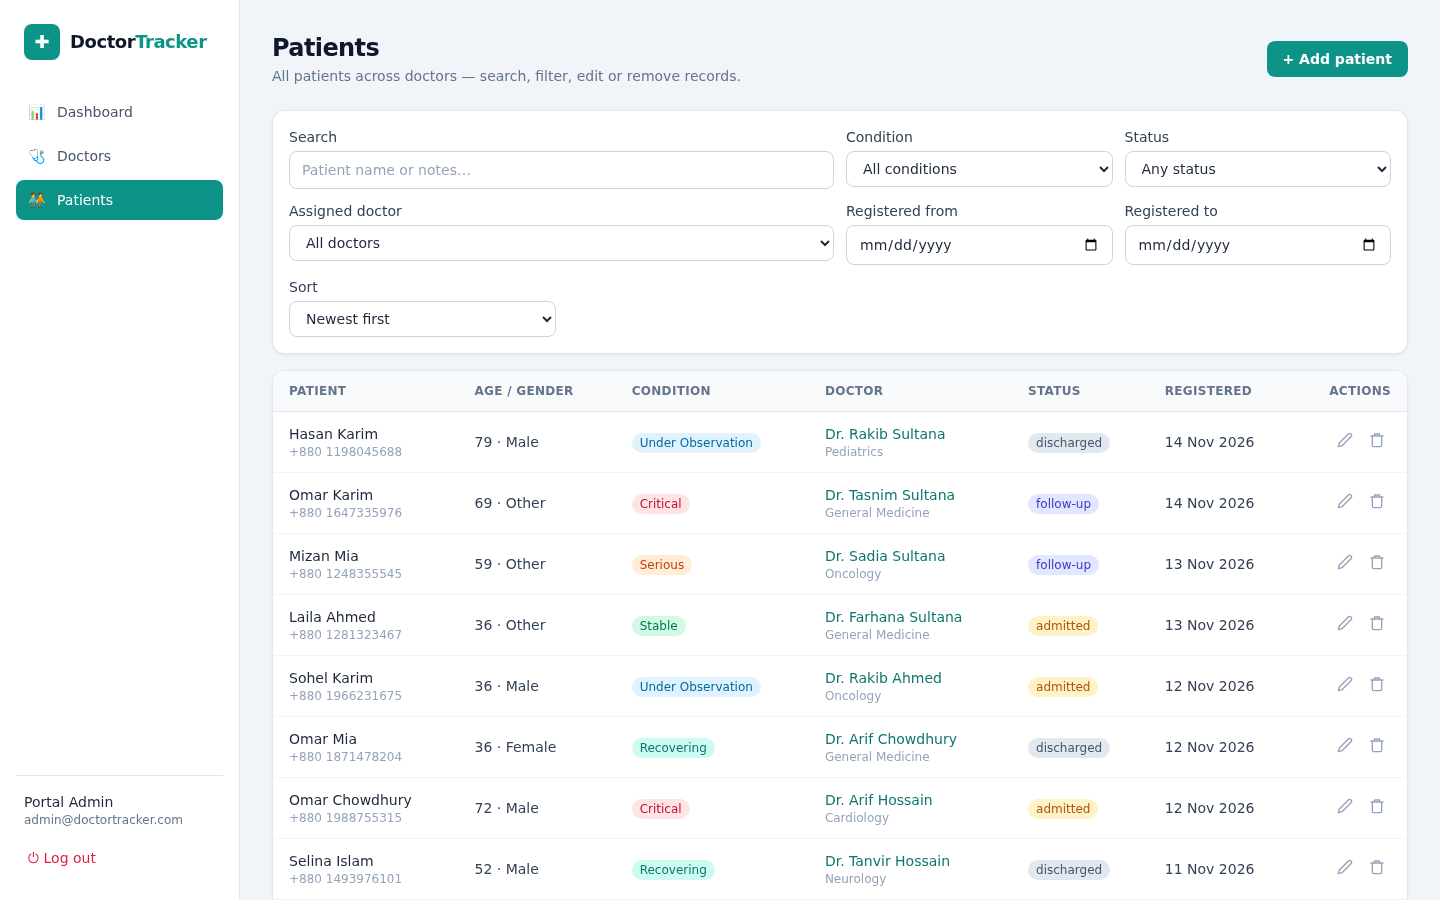 DoctorTracker
Dashboard
Doctors
Patients
Portal Admin
admin@doctortracker.com
Log out
Patients
All patients across doctors — search, filter, edit or remove records.
+ Add patient
Search
Condition
Status
Patient name or notes...
All conditions
Any status
Assigned doctor
Registered from
Registered to
All doctors
mm/dd/yyyy
mm/dd/yyyy
Sort
Newest first
PATIENT AGE / GENDER CONDITION DOCTOR STATUS REGISTERED ACTIONS
Hasan Karim 79 · Male Under Observation Dr. Rakib Sultana discharged 14 Nov 2026
+880 1198045688 Pediatrics
Omar Karim 69 · Other Critical Dr. Tasnim Sultana follow-up 14 Nov 2026
+880 1647335976 General Medicine
Mizan Mia 59 · Other Serious Dr. Sadia Sultana follow-up 13 Nov 2026
+880 1248355545 Oncology
Laila Ahmed 36 · Other Stable Dr. Farhana Sultana admitted 13 Nov 2026
+880 1281323467 General Medicine
Sohel Karim 36 · Male Under Observation Dr. Rakib Ahmed admitted 12 Nov 2026
+880 1966231675 Oncology
Omar Mia 36 · Female Recovering Dr. Arif Chowdhury discharged 12 Nov 2026
+880 1871478204 General Medicine
Omar Chowdhury 72 · Male Critical Dr. Arif Hossain admitted 12 Nov 2026
+880 1988755315 Cardiology
Selina Islam 52 · Male Recovering Dr. Tanvir Hossain discharged 11 Nov 2026
+880 1493976101 Neurology